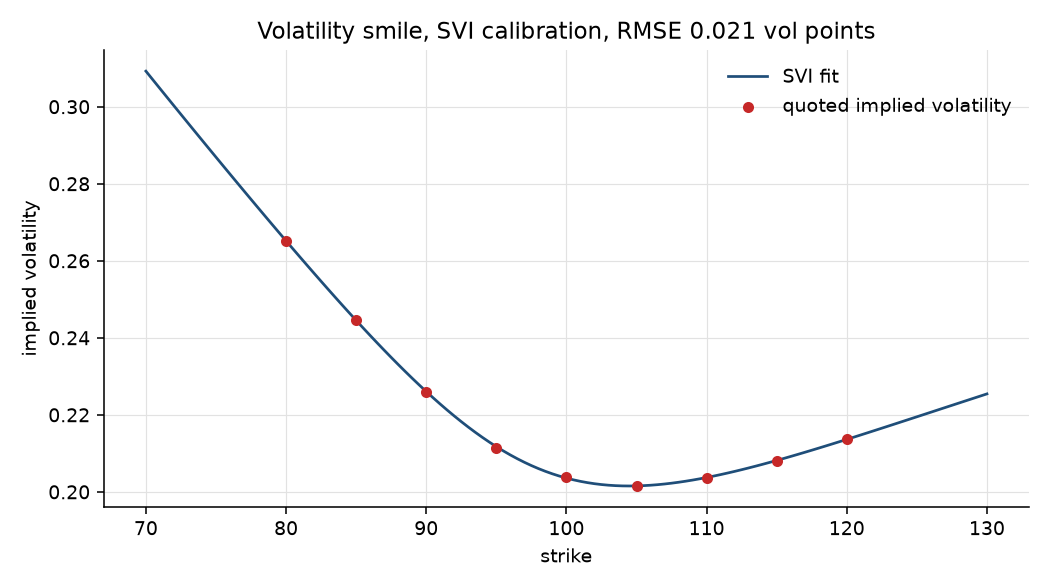 Volatility smile, SVI calibration, RMSE 0.021 vol points
SVI fit
quoted implied volatility
implied volatility
0.30
0.28
0.26
0.24
0.22
0.20
70 80 90 100 110 120 130
strike